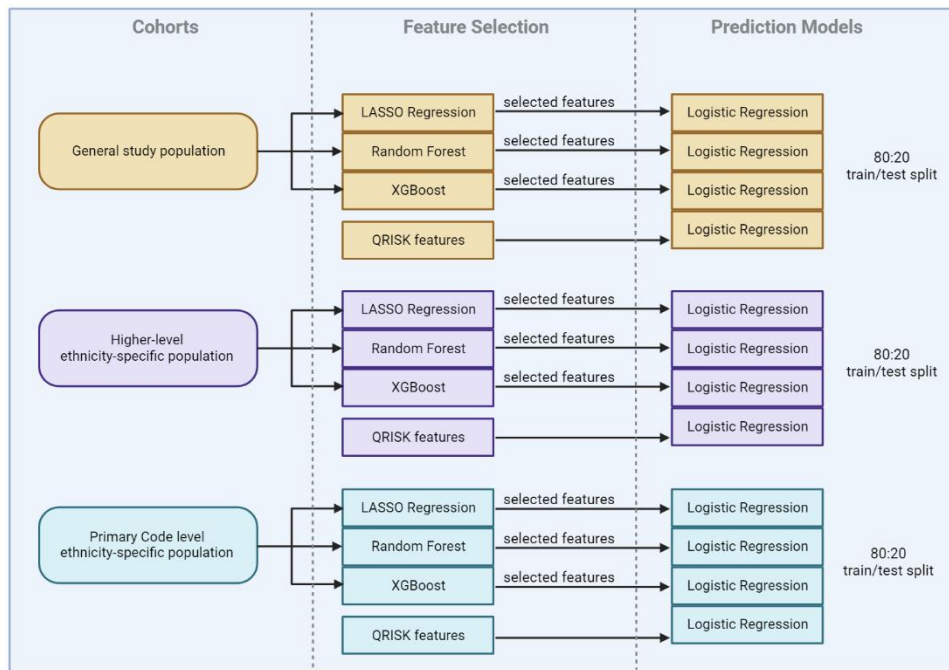 Cohorts
Feature Selection
Prediction Models
General study population
LASSO Regression
selected features
Logistic Regression
Random Forest
selected features
Logistic Regression
XGBoost
selected features
Logistic Regression
QRISK features
Logistic Regression
80:20
train/test split
Higher-level
ethnicity-specific population
LASSO Regression
selected features
Logistic Regression
Random Forest
selected features
Logistic Regression
XGBoost
selected features
Logistic Regression
QRISK features
Logistic Regression
80:20
train/test split
Primary Code level
ethnicity-specific population
LASSO Regression
selected features
Logistic Regression
Random Forest
selected features
Logistic Regression
XGBoost
selected features
Logistic Regression
QRISK features
Logistic Regression
80:20
train/test split